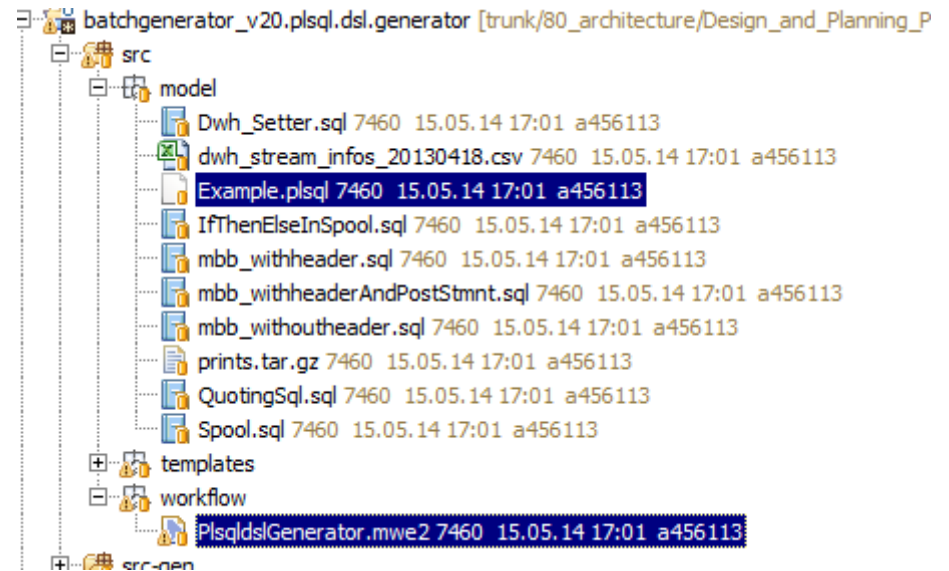 batchgenerator_v20.plsql.dsl.generator [trunk/80_architecture/Design_and_Planning_P
src
model
Dwh_Setter.sql 7460 15.05.14 17:01 a456113
dwh_stream_infos_20130418.csv 7460 15.05.14 17:01 a456113
Example.plsql 7460 15.05.14 17:01 a456113
IfThenElseInSpool.sql 7460 15.05.14 17:01 a456113
mbb_withheader.sql 7460 15.05.14 17:01 a456113
mbb_withheaderAndPostStmnt.sql 7460 15.05.14 17:01 a456113
mbb_withoutheader.sql 7460 15.05.14 17:01 a456113
prints.tar.gz 7460 15.05.14 17:01 a456113
QuotingSql.sql 7460 15.05.14 17:01 a456113
Spool.sql 7460 15.05.14 17:01 a456113
templates
workflow
PlsqldslGenerator.mwe2 7460 15.05.14 17:01 a456113
src-gen